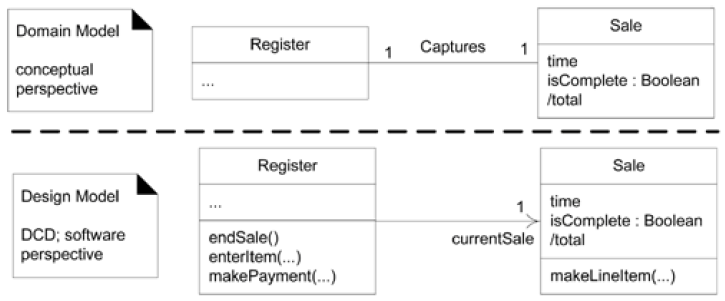 Domain Model
conceptual
perspective
Register
...
1 Captures 1
Sale
time
isComplete : Boolean
/total
Design Model
DCD; software
perspective
Register
...
endSale()
enterItem(...)
makePayment(...)
1
currentSale
Sale
time
isComplete : Boolean
/total
makeLineItem(...)